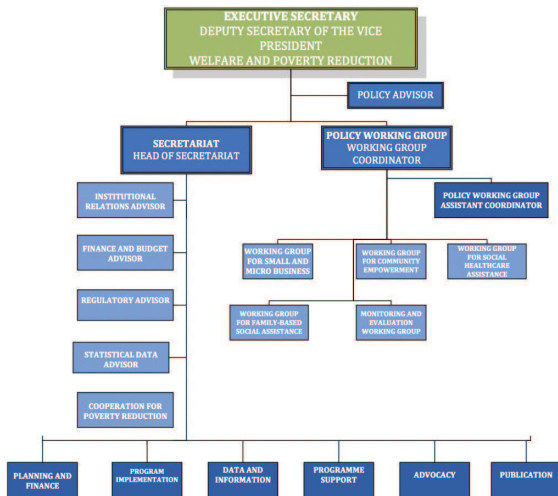 EXECUTIVE SECRETARY
DEPUTY SECRETARY OF THE VICE
PRESIDENT
WELFARE AND POVERTY REDUCTION
POLICY ADVISOR
SECRETARIAT
HEAD OF SECRETARIAT
POLICY WORKING GROUP
WORKING GROUP
COORDINATOR
INSTITUTIONAL
RELATIONS ADVISOR
POLICY WORKING GROUP
ASSISTANT COORDINATOR
FINANCE AND BUDGET
ADVISOR
WORKING GROUP
FOR SMALL AND
MICRO BUSINESS
WORKING GROUP
FOR COMMUNITY
EMPOWERMENT
WORKING GROUP
FOR SOCIAL
HEALTHCARE
ASSISTANCE
REGULATORY ADVISOR
WORKING GROUP
FOR FAMILY-BASED
SOCIAL ASSISTANCE
MONITORING AND
EVALUATION
WORKING GROUP
STATISTICAL DATA
ADVISOR
COOPERATION FOR
POVERTY REDUCTION
PLANNING AND
FINANCE
PROGRAM
IMPLEMENTATION
DATA AND
INFORMATION
PROGRAMME
SUPPORT
ADVOCACY
PUBLICATION